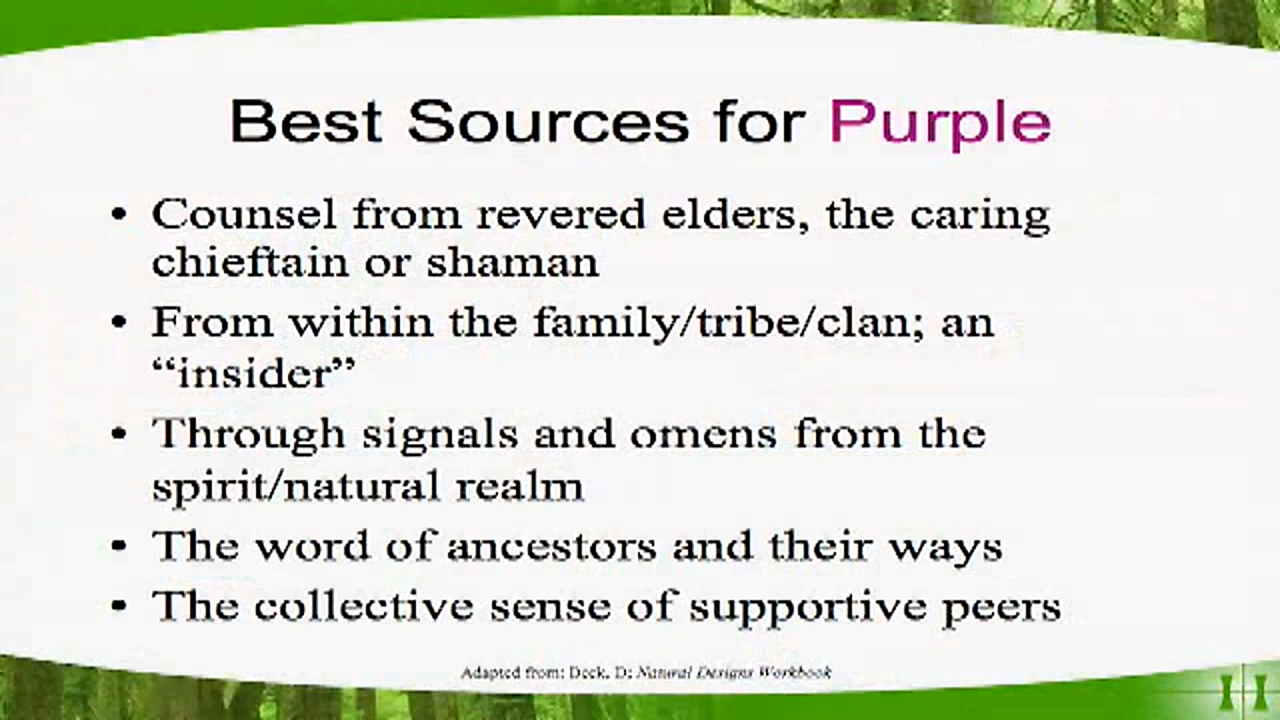 Best Sources for Purple
• Counsel from revered elders, the caring
chieftain or shaman
• From within the family/tribe/clan; an
“insider”
• Through signals and omens from the
spirit/natural realm
• The word of ancestors and their ways
• The collective sense of supportive peers
Adapted from: Beck, D: Natural Designs Workbook